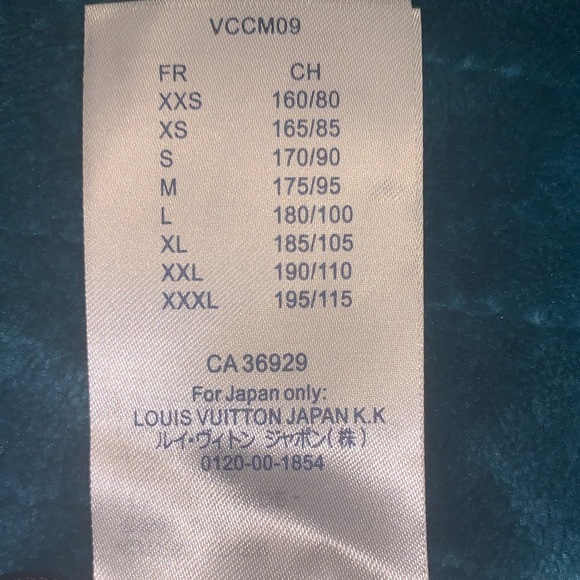 VCCM09
FR CH
XXS 160/80
XS 165/85
S 170/90
M 175/95
L 180/100
XL 185/105
XXL 190/110
XXXL 195/115
CA 36929
For Japan only:
LOUIS VUITTON JAPAN K.K
ルイ・ヴィトン ジャポン(株)
0120-00-1854